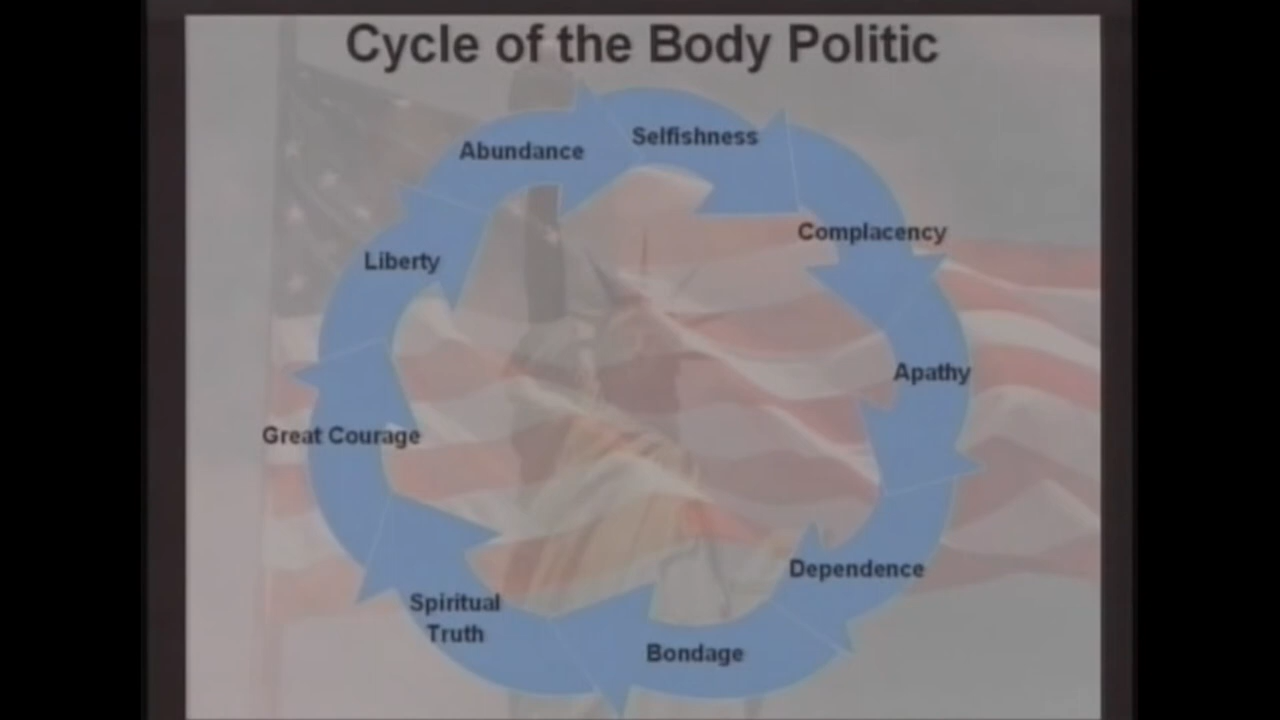 Cycle of the Body Politic
Selfishness
Abundance
Complacency
Liberty
Apathy
Great Courage
Dependence
Spiritual
Truth
Bondage